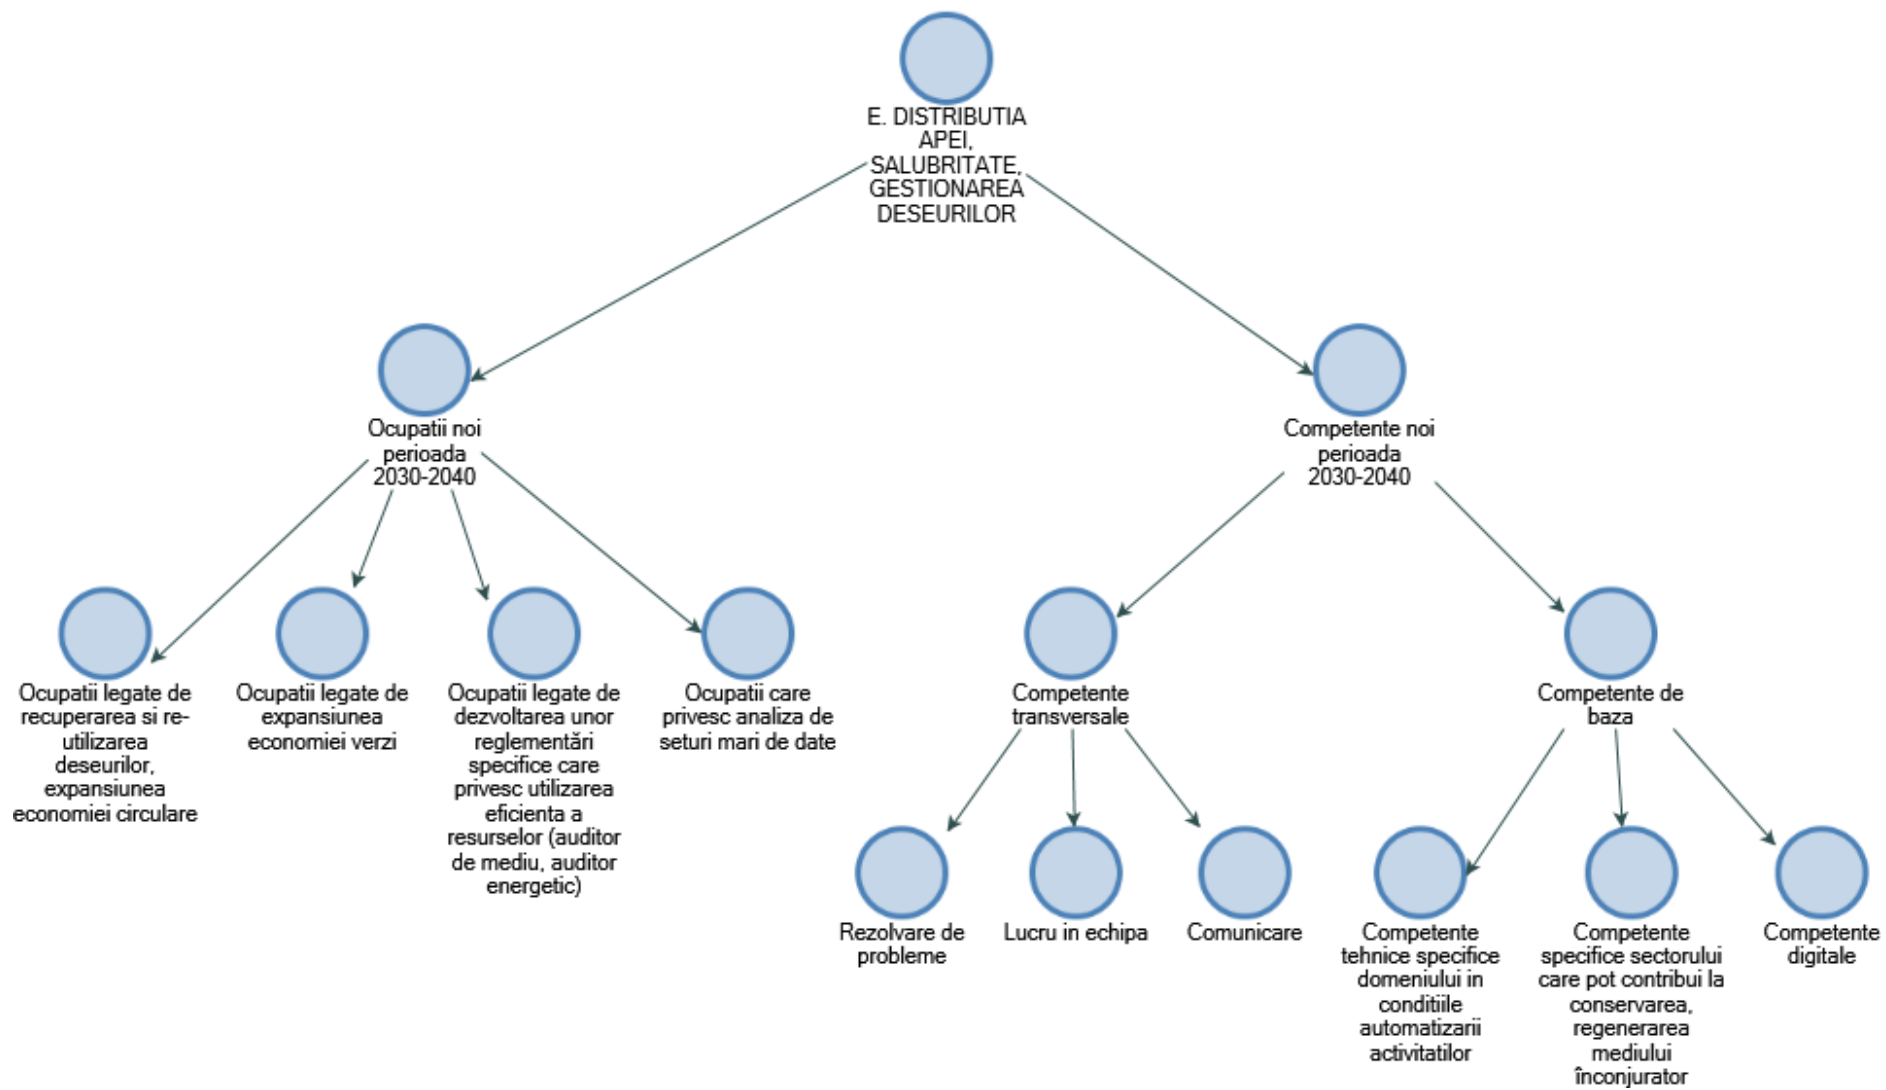 E. DISTRIBUTIA
APEI,
SALUBRITATE,
GESTIONAREA
DESEURILOR
Ocupatii noi
perioada
2030-2040
Competente noi
perioada
2030-2040
Ocupatii legate de
recuperarea si re-
utilizarea
deseurilor,
expansiunea
economiei circulare
Ocupatii legate de
expansiunea
economiei verzi
Ocupatii legate de
dezvoltarea unor
reglementări
specifice care
privesc utilizarea
eficienta a
resurselor (auditor
de mediu, auditor
energetic)
Ocupatii care
privesc analiza de
seturi mari de date
Competente
transversale
Competente de
baza
Rezolvare de
probleme
Lucru in echipa
Comunicare
Competente
tehnice specifice
domeniului in
conditiile
automatizarii
activitatilor
Competente
specifice sectorului
care pot contribui la
conservarea,
regenerarea
mediului
înconjurator
Competente
digitale